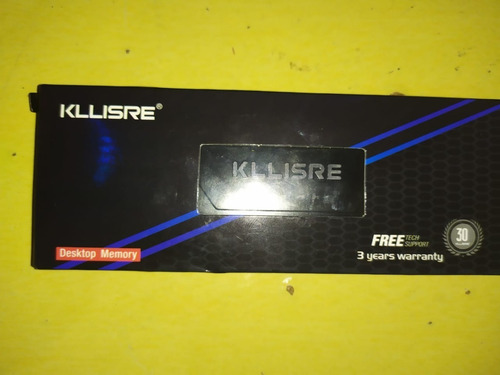 KLLISRE®
KLLISRE
Desktop Memory
FREE TECH
SUPPORT
3 years warranty
30